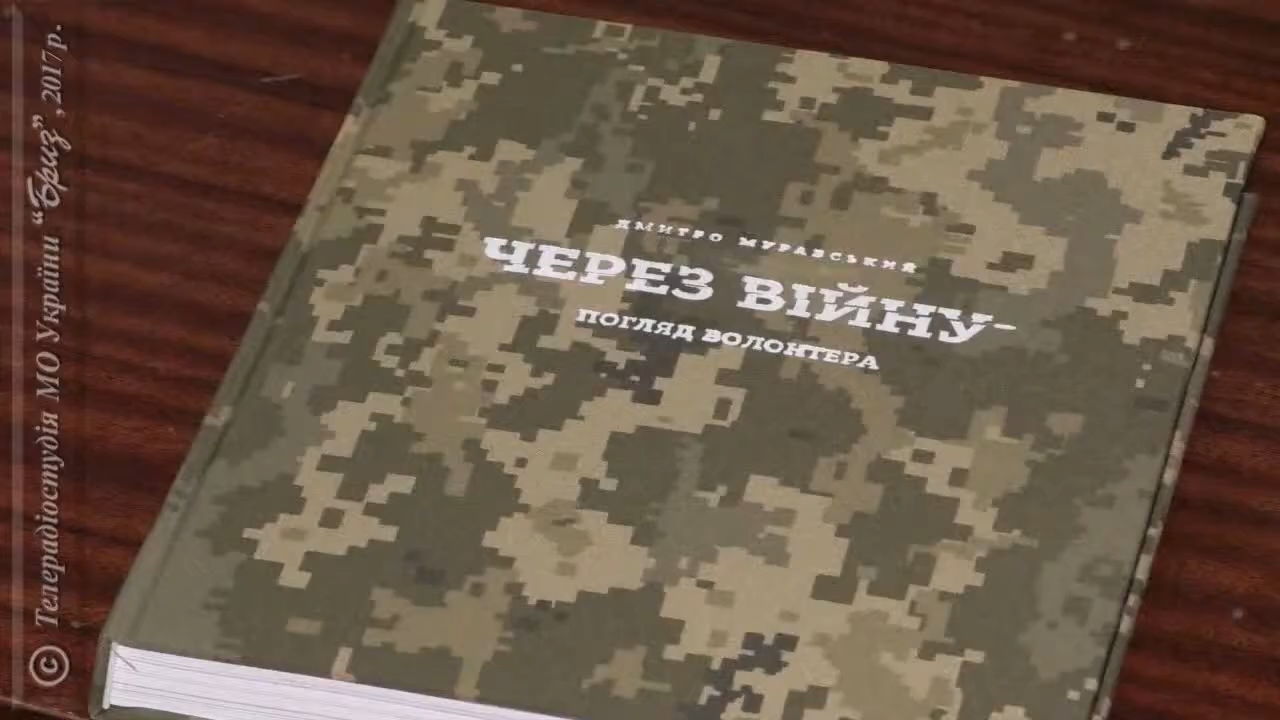 ДМИТРО МУРАВСЬКИЙ
ЧЕРЕЗ ВІЙНУ-
ПОГЛЯД ВОЛОНТЕРА
© Телерадіостудія МО України “Бриз”, 2017р.